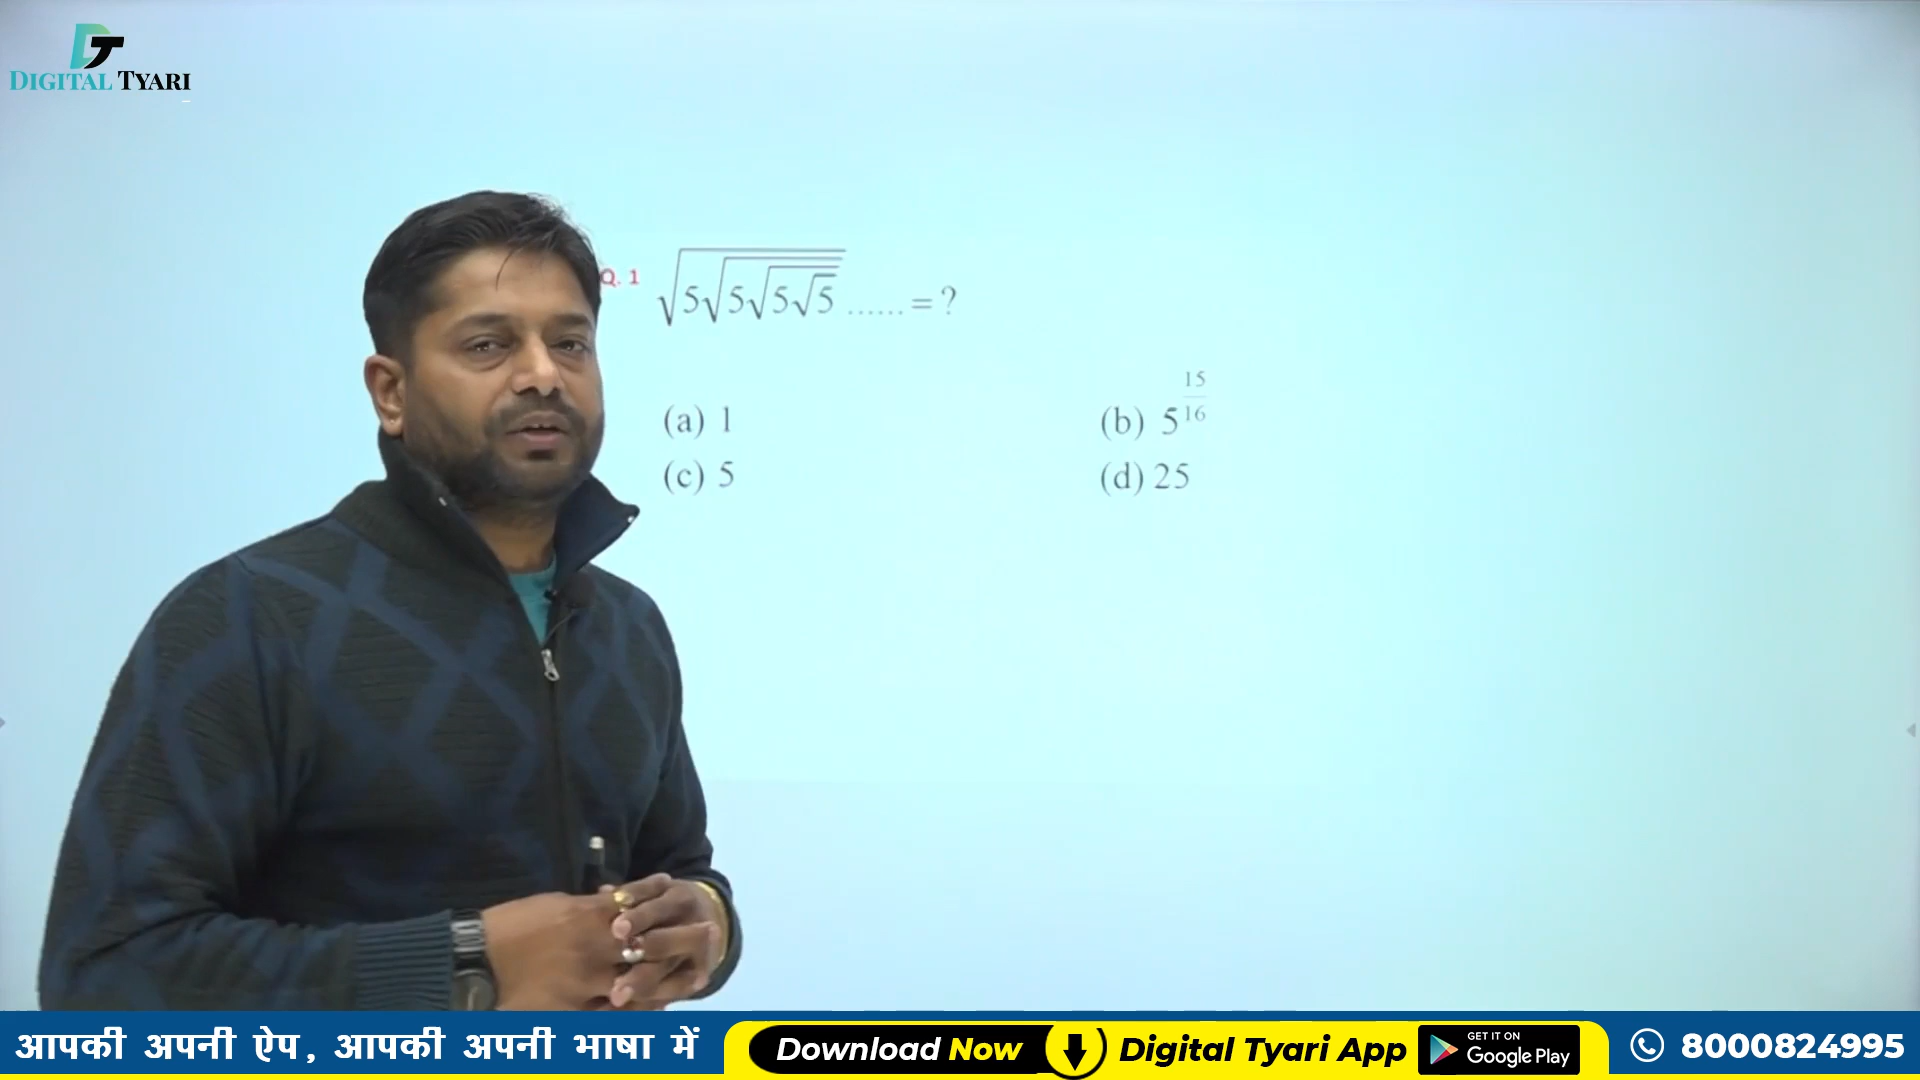 DT
DIGITAL TYARI
Q. 1 √5√5√5√5 ...... = ?
(a) 1
(b) 5^(15/16)
(c) 5
(d) 25
आपकी अपनी ऐप, आपकी अपनी भाषा में
Download Now
Digital Tyari App
GET IT ON
Google Play
8000824995